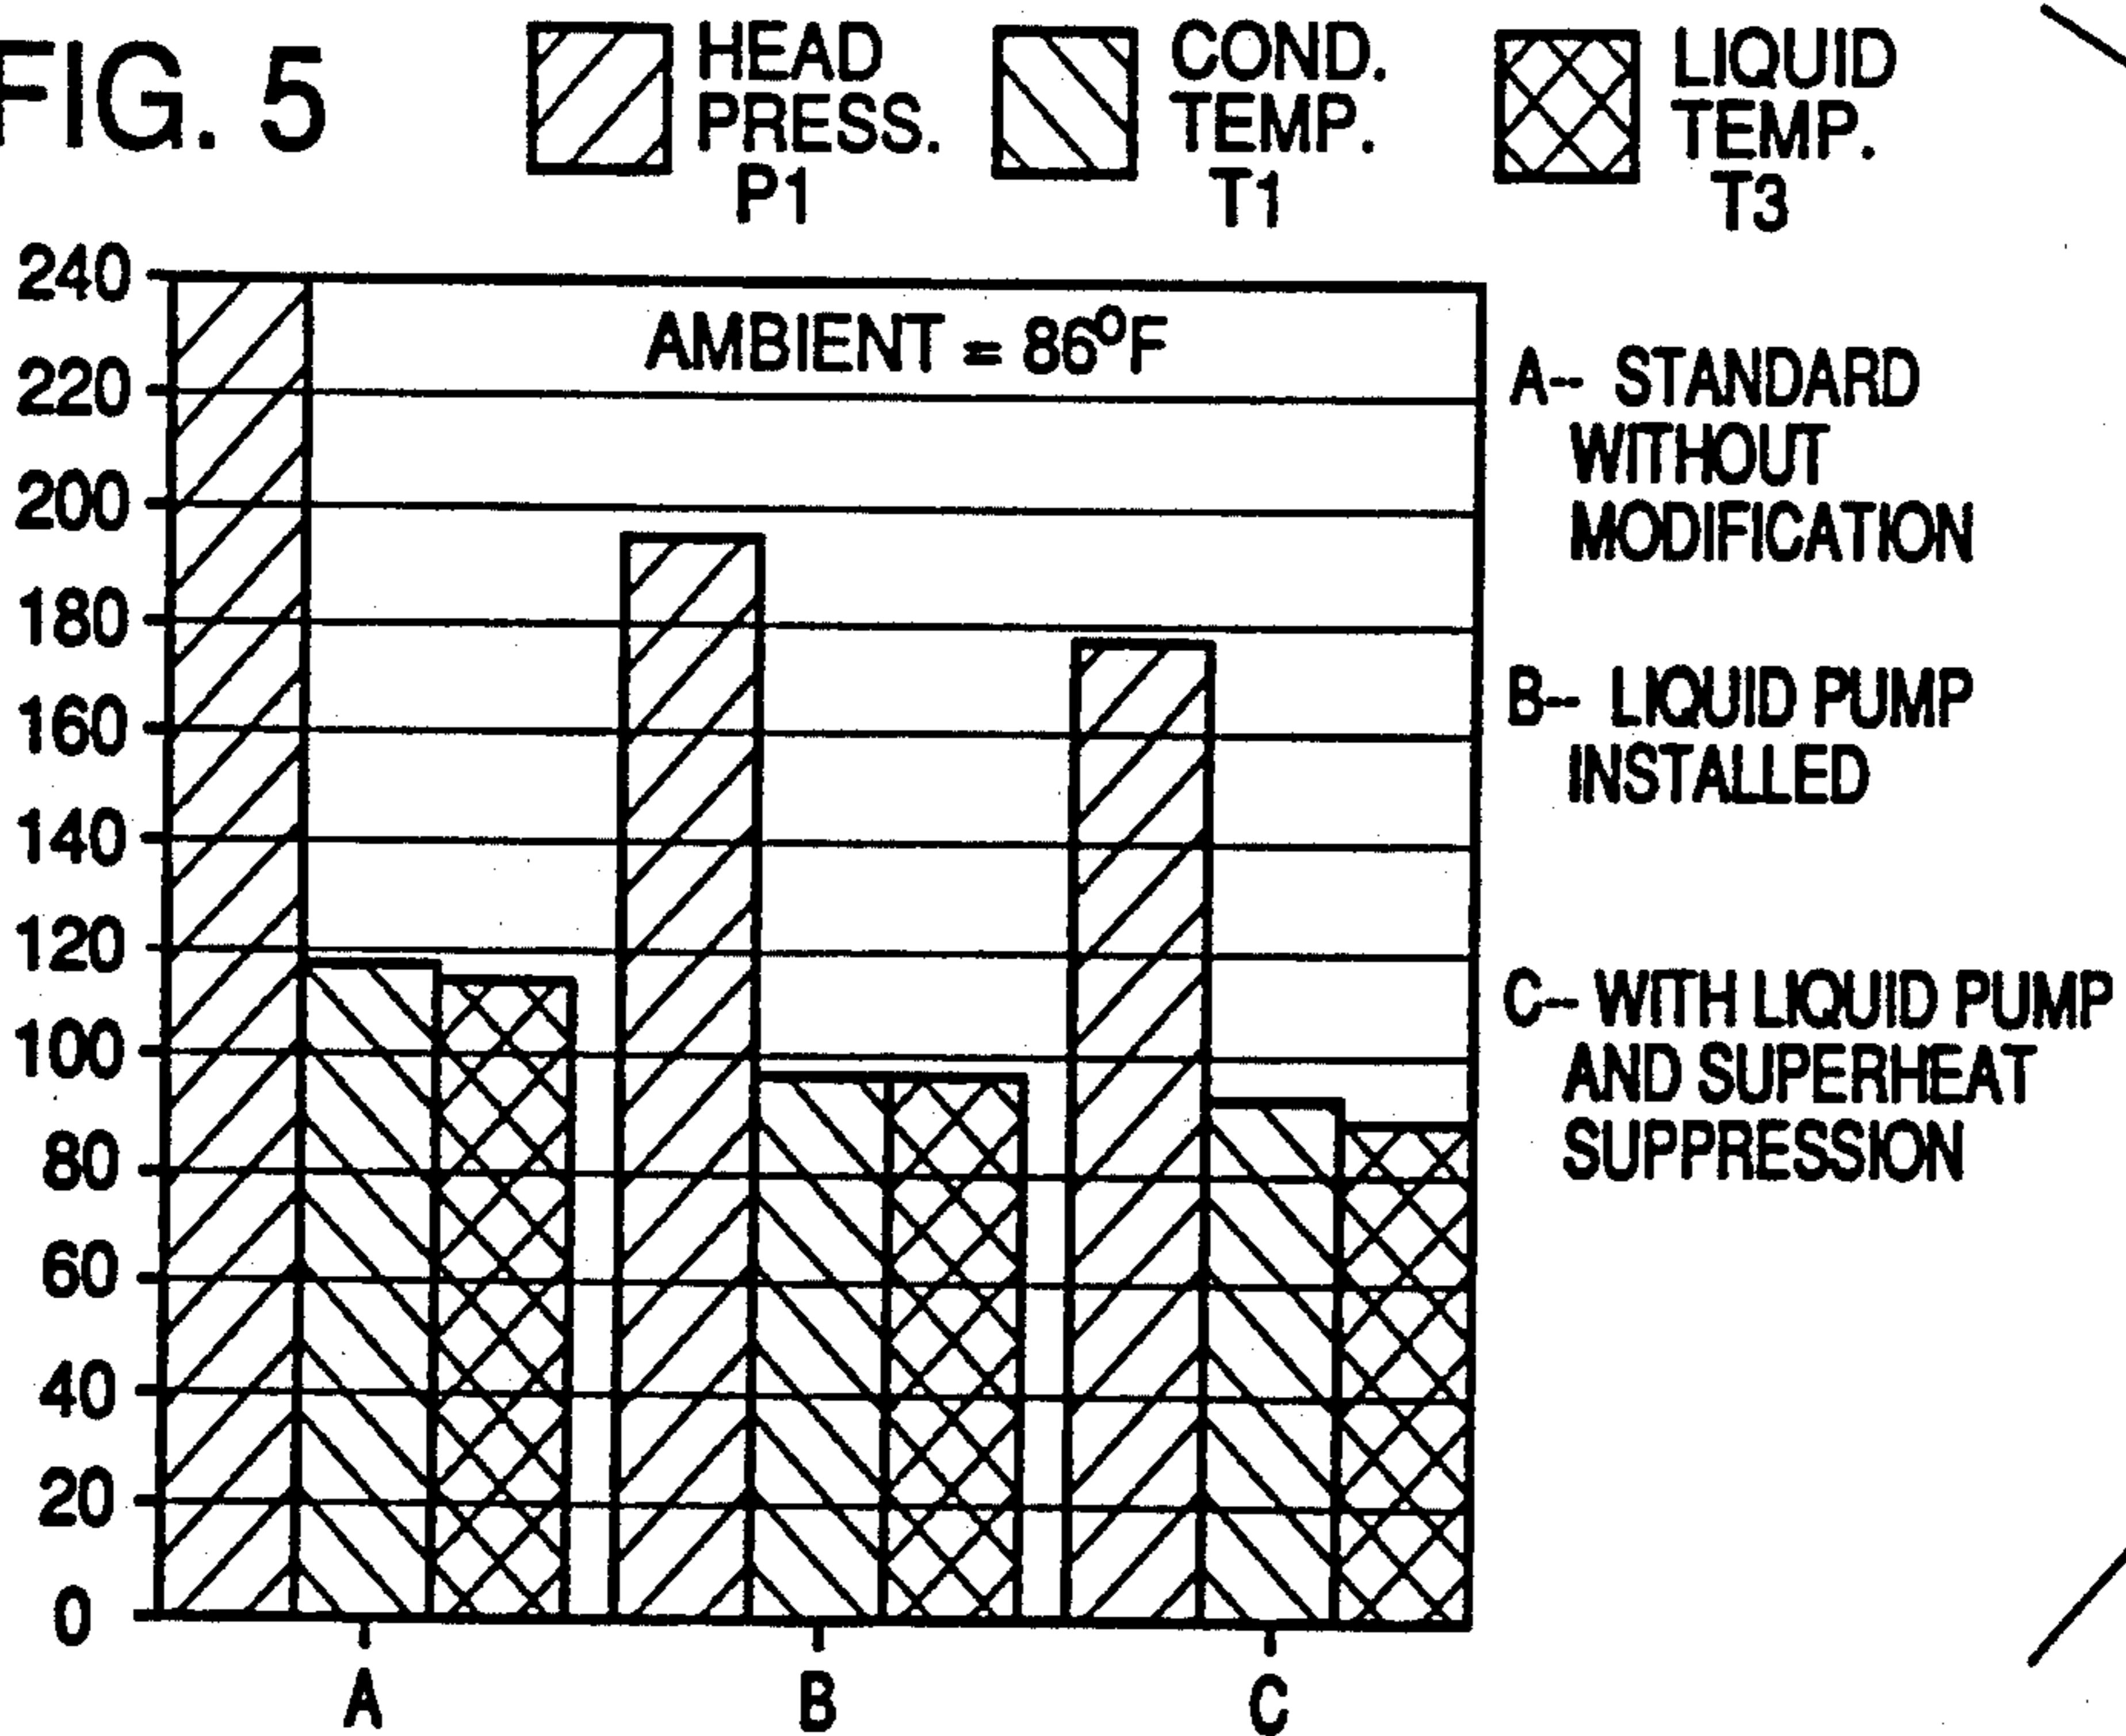 FIG. 5
HEAD
PRESS.
P1
COND.
TEMP.
T1
LIQUID
TEMP.
T3
240
220
200
180
160
140
120
100
80
60
40
20
0
AMBIENT = 86°F
A-- STANDARD
WITHOUT
MODIFICATION
B-- LIQUID PUMP
INSTALLED
C-- WITH LIQUID PUMP
AND SUPERHEAT
SUPPRESSION
A
B
C